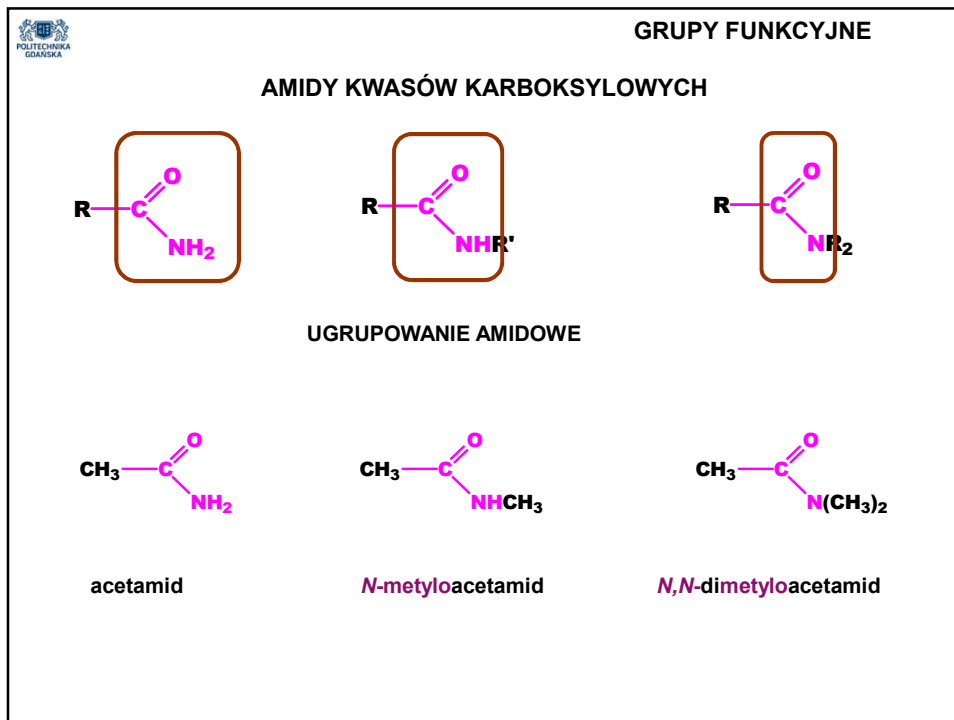 POLITECHNIKA
GDAŃSKA
GRUPY FUNKCYJNE
AMIDY KWASÓW KARBOKSYLOWYCH
O
R C
NH₂
O
R C
NHR'
O
R C
NR₂
UGRUPOWANIE AMIDOWE
O
CH₃ C
NH₂
O
CH₃ C
NHCH₃
O
CH₃ C
N(CH₃)₂
acetamid
N-metyloacetamid
N,N-dimetyloacetamid